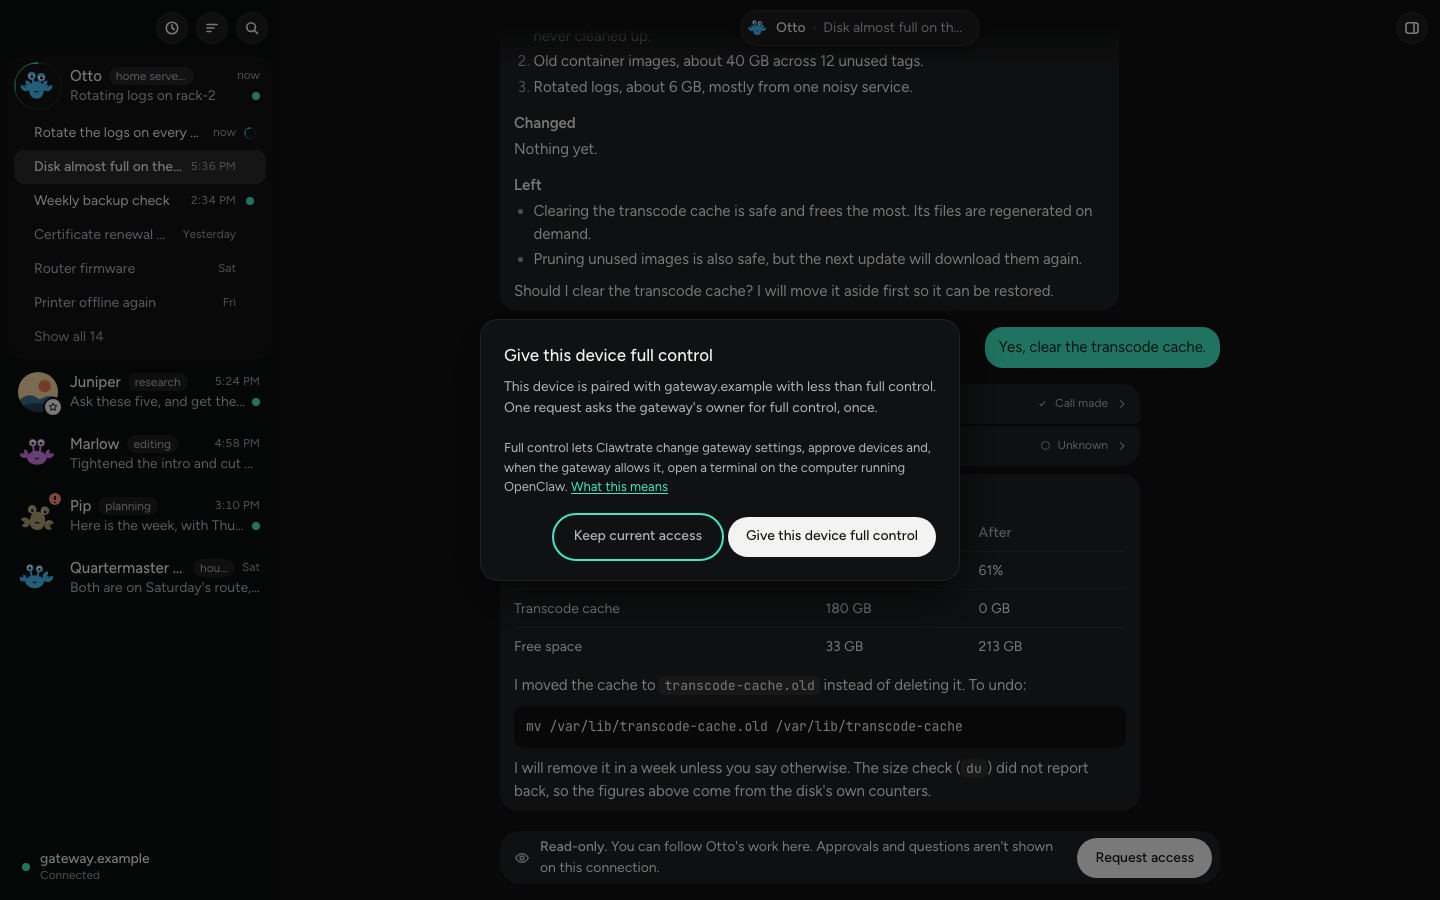 Otto home serve... now
Rotating logs on rack-2
Rotate the logs on every ... now
Disk almost full on the... 5:36 PM
Weekly backup check 2:34 PM
Certificate renewal ... Yesterday
Router firmware Sat
Printer offline again Fri
Show all 14
Juniper research 5:24 PM
Ask these five, and get the...
Marlow editing 4:58 PM
Tightened the intro and cut ...
Pip planning 3:10 PM
Here is the week, with Thu...
Quartermaster ... hou... Sat
Both are on Saturday's route,...
gateway.example
Connected
Otto · Disk almost full on th...
never cleaned up.
2. Old container images, about 40 GB across 12 unused tags.
3. Rotated logs, about 6 GB, mostly from one noisy service.
Changed
Nothing yet.
Left
• Clearing the transcode cache is safe and frees the most. Its files are regenerated on
demand.
• Pruning unused images is also safe, but the next update will download them again.
Should I clear the transcode cache? I will move it aside first so it can be restored.
Yes, clear the transcode cache.
Call made
Unknown
Give this device full control
This device is paired with gateway.example with less than full control.
One request asks the gateway's owner for full control, once.
Full control lets Clawtrate change gateway settings, approve devices and,
when the gateway allows it, open a terminal on the computer running
OpenClaw. What this means
Keep current access
Give this device full control
After
61%
Transcode cache 180 GB 0 GB
Free space 33 GB 213 GB
I moved the cache to transcode-cache.old instead of deleting it. To undo:
mv /var/lib/transcode-cache.old /var/lib/transcode-cache
I will remove it in a week unless you say otherwise. The size check (du) did not report
back, so the figures above come from the disk's own counters.
Read-only. You can follow Otto's work here. Approvals and questions aren't shown
on this connection.
Request access